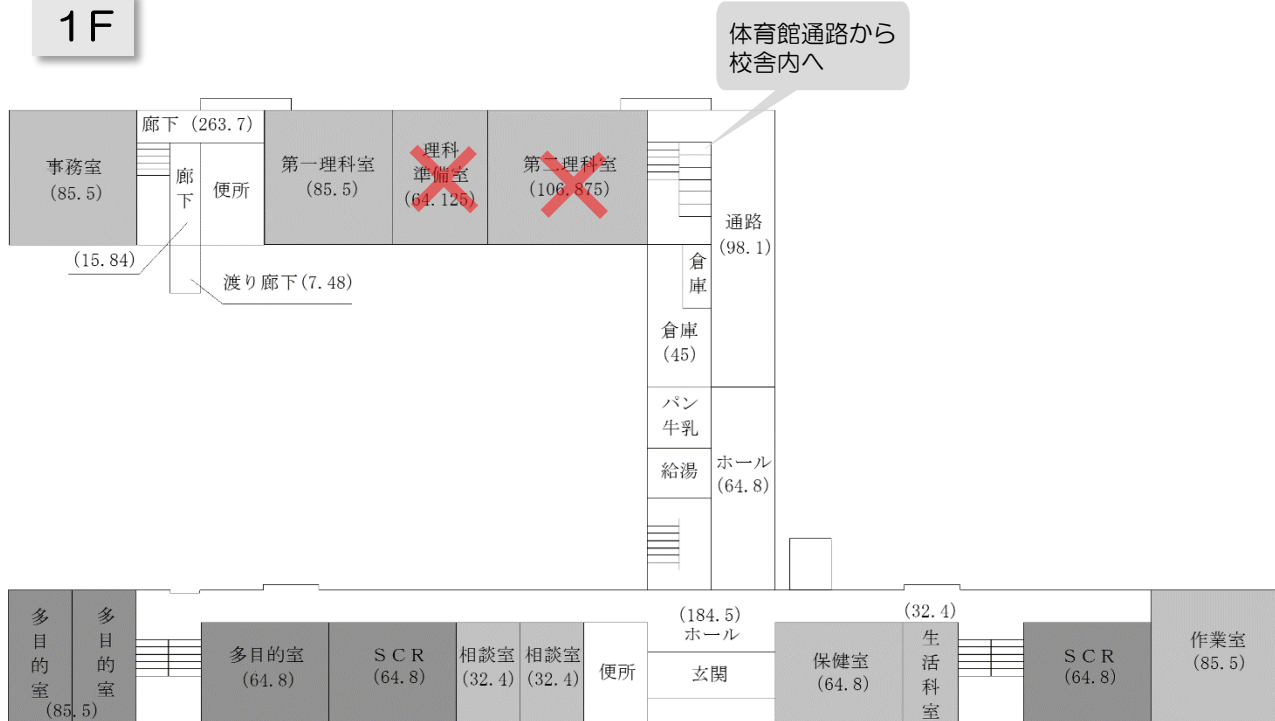 1F
体育館通路から
校舎内へ
廊下 (263.7)
事務室
(85.5)
廊下
便所
第一理科室
(85.5)
理科
準備室
(64.125)
第二理科室
(106.875)
通路
(98.1)
(15.84)
渡り廊下(7.48)
倉庫
倉庫
(45)
パン
牛乳
給湯
ホール
(64.8)
多目的室
多目的室
(85.5)
多目的室
(64.8)
SCR
(64.8)
相談室
(32.4)
相談室
(32.4)
便所
(184.5)
ホール
玄関
保健室
(64.8)
(32.4)
生活科室
SCR
(64.8)
作業室
(85.5)